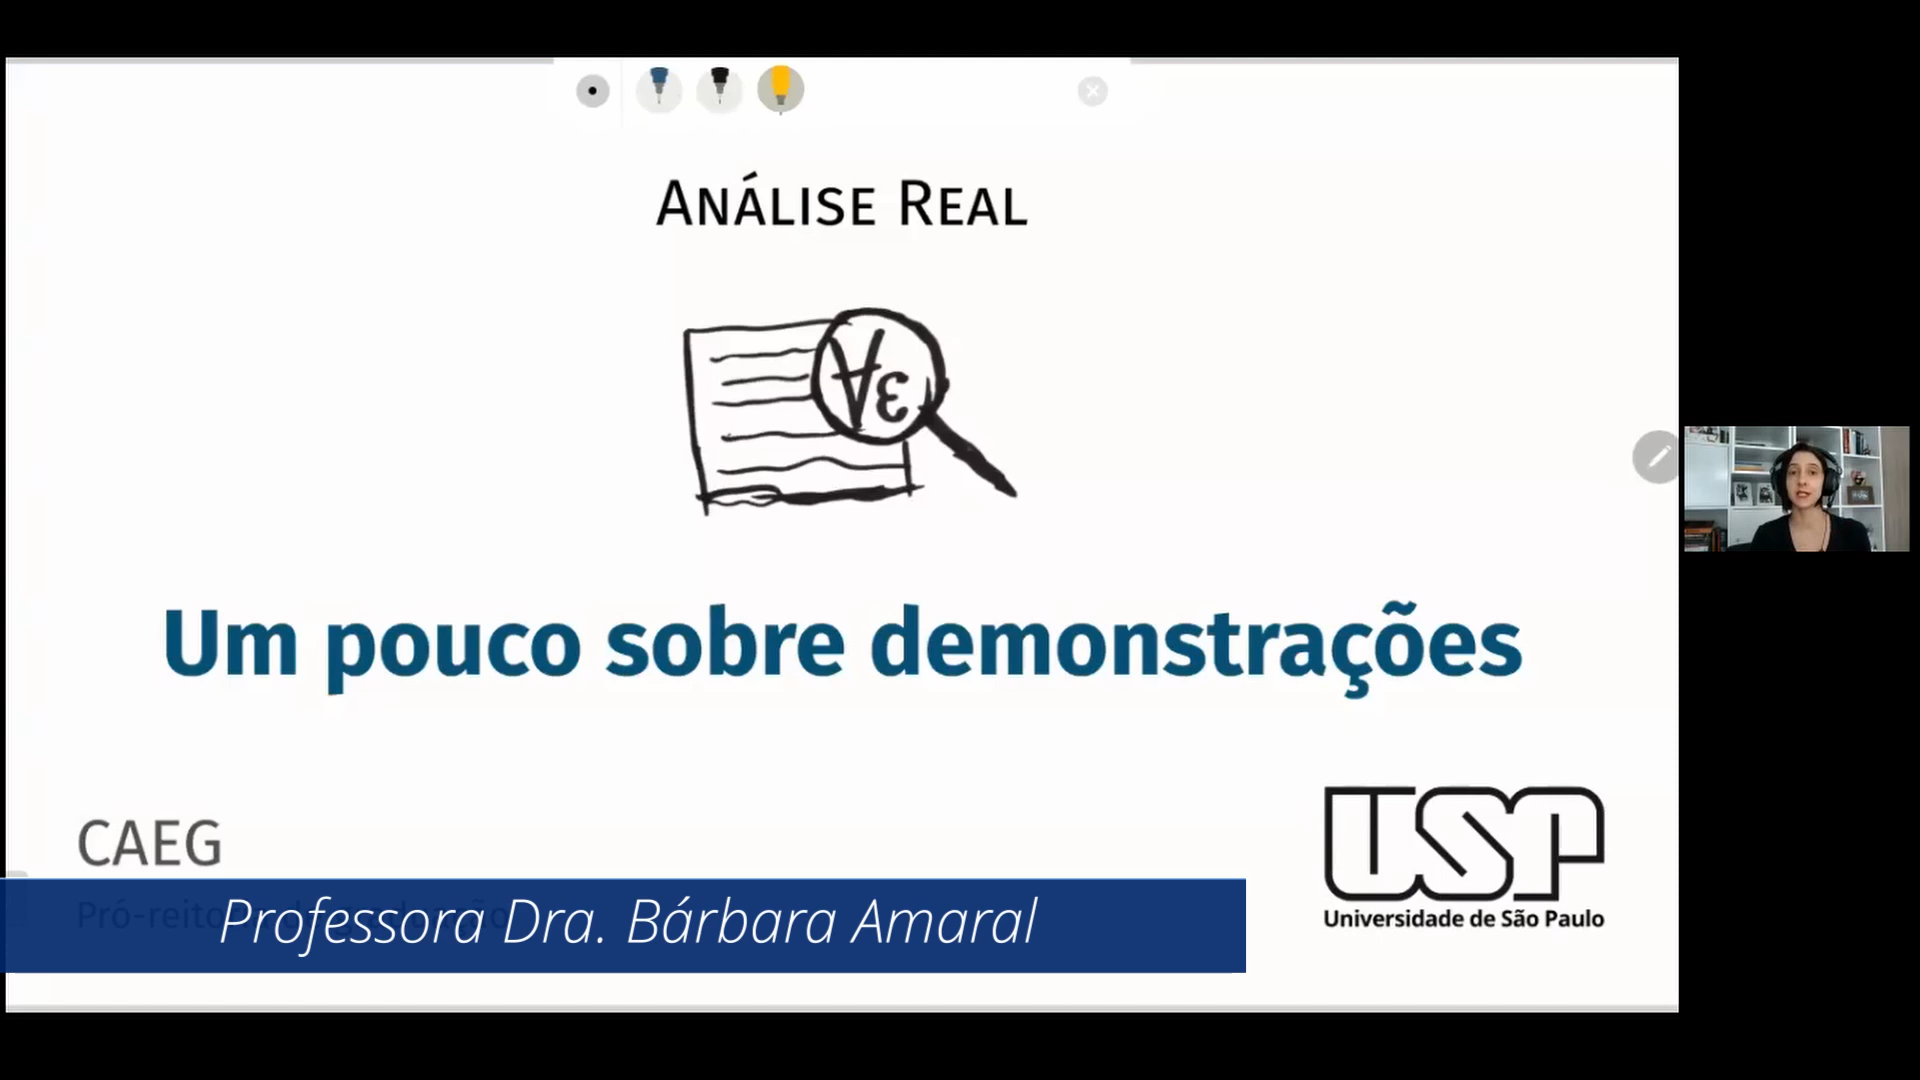 ANÁLISE REAL
∀ε
Um pouco sobre demonstrações
CAEG
Professora Dra. Bárbara Amaral
USP
Universidade de São Paulo